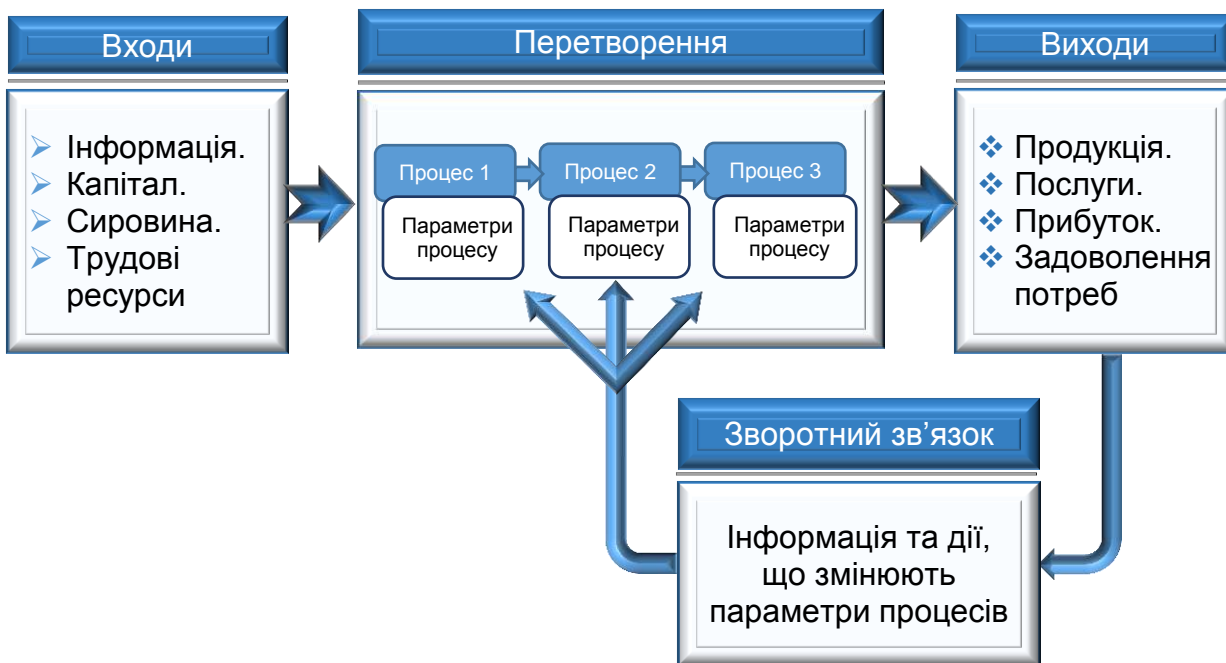 Входи
Інформація.
Капітал.
Сировина.
Трудові
ресурси
Перетворення
Процес 1
Параметри
процесу
Процес 2
Параметри
процесу
Процес 3
Параметри
процесу
Виходи
Продукція.
Послуги.
Прибуток.
Задоволення
потреб
Зворотний зв’язок
Інформація та дії,
що змінюють
параметри процесів